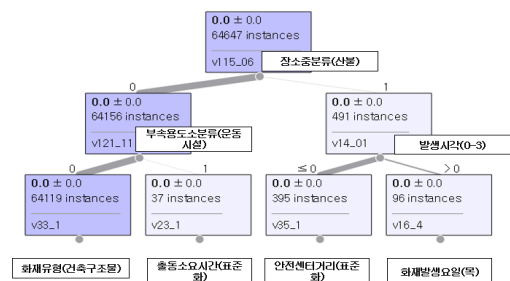 0.0 ± 0.0
64647 instances
v115_06
장소중분류(산불)
0
1
0.0 ± 0.0
64156 instances
v121_11
부속용도소분류(운동
시설)
0.0 ± 0.0
491 instances
v14_01
발생시각(0-3)
0
1
≤ 0
> 0
0.0 ± 0.0
64119 instances
v33_1
0.0 ± 0.0
37 instances
v23_1
0.0 ± 0.0
395 instances
v35_1
0.0 ± 0.0
96 instances
v16_4
화재유형(건축구조물)
출동소요시간(표준
화)
안전센터거리(표준
화)
화재발생요일(목)